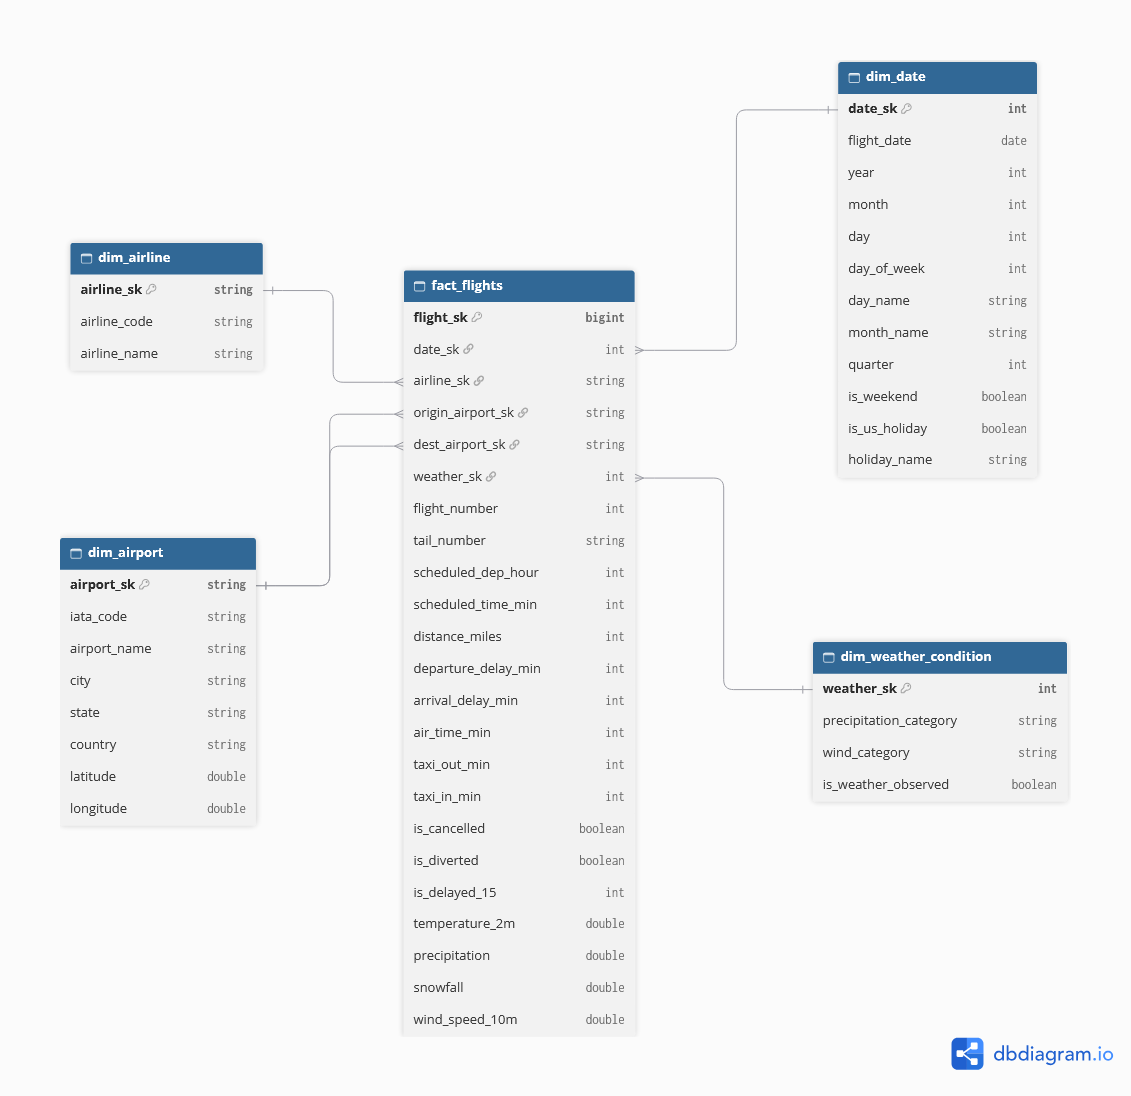 dim_date
date_sk int
flight_date date
year int
month int
day int
day_of_week int
day_name string
month_name string
quarter int
is_weekend boolean
is_us_holiday boolean
holiday_name string
dim_airline
airline_sk string
airline_code string
airline_name string
fact_flights
flight_sk bigint
date_sk int
airline_sk string
origin_airport_sk string
dest_airport_sk string
weather_sk int
flight_number int
tail_number string
scheduled_dep_hour int
scheduled_time_min int
distance_miles int
departure_delay_min int
arrival_delay_min int
air_time_min int
taxi_out_min int
taxi_in_min int
is_cancelled boolean
is_diverted boolean
is_delayed_15 int
temperature_2m double
precipitation double
snowfall double
wind_speed_10m double
dim_airport
airport_sk string
iata_code string
airport_name string
city string
state string
country string
latitude double
longitude double
dim_weather_condition
weather_sk int
precipitation_category string
wind_category string
is_weather_observed boolean
dbdiagram.io